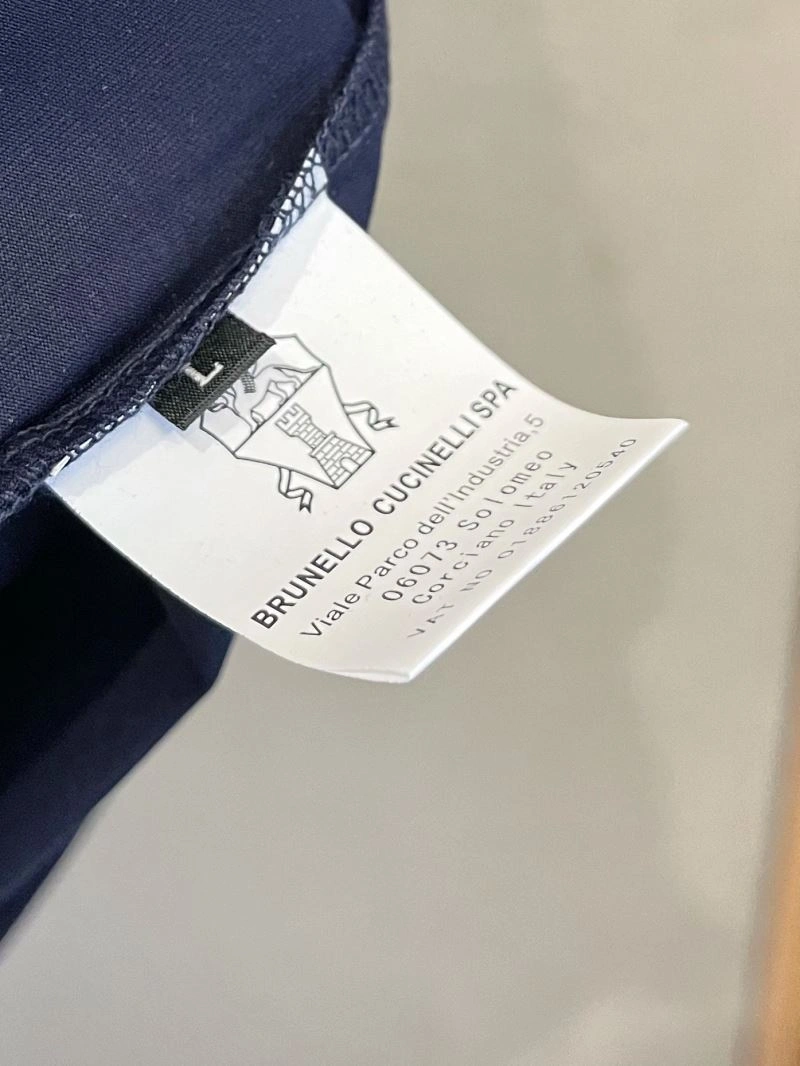 L
BRUNELLO CUCINELLI SPA
Viale Parco dell'Industria,5
06073 Solomeo
Corciano Italy
VAT NO 01886120540